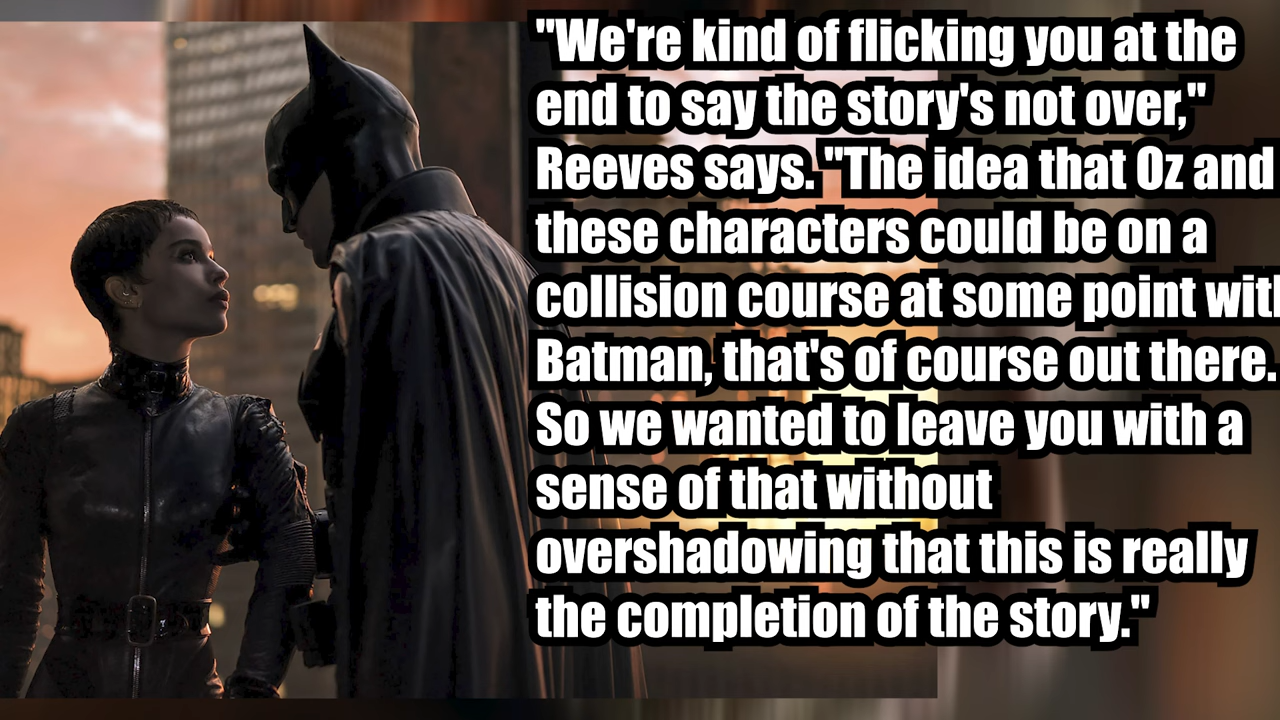 "We're kind of flicking you at the
end to say the story's not over,"
Reeves says. "The idea that Oz and
these characters could be on a
collision course at some point with
Batman, that's of course out there.
So we wanted to leave you with a
sense of that without
overshadowing that this is really
the completion of the story."